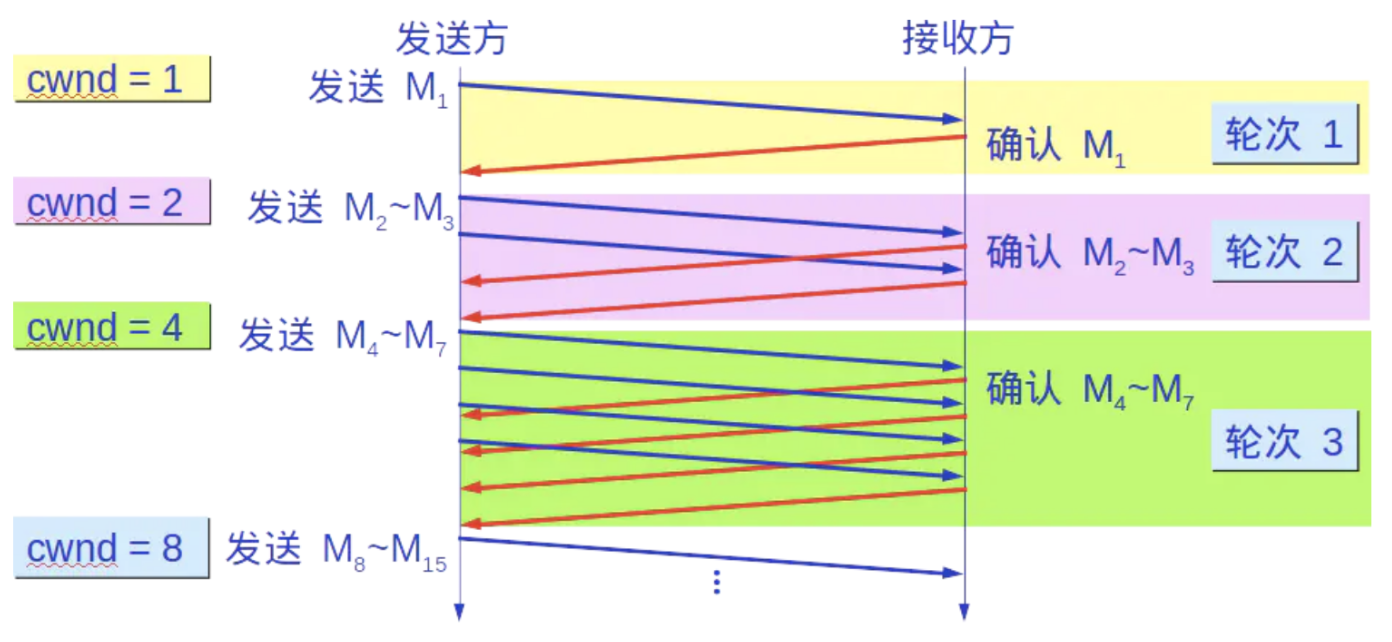 发送方 接收方
cwnd = 1 发送 M1
确认 M1 轮次 1
cwnd = 2 发送 M2~M3
确认 M2~M3 轮次 2
cwnd = 4 发送 M4~M7
确认 M4~M7
轮次 3
cwnd = 8 发送 M8~M15
⋮